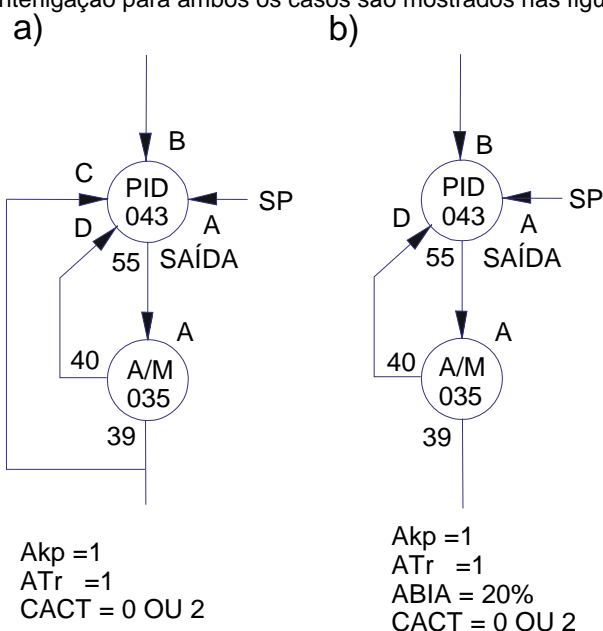 interligação para ambos os casos são mostrados nas figu
a)
b)
B
C
PID
043
SP
D
A
55
SAÍDA
A
40
A/M
035
39
Akp =1
ATr =1
CACT = 0 OU 2
B
PID
043
SP
D
A
55
SAÍDA
A
40
A/M
035
39
Akp =1
ATr =1
ABIA = 20%
CACT = 0 OU 2